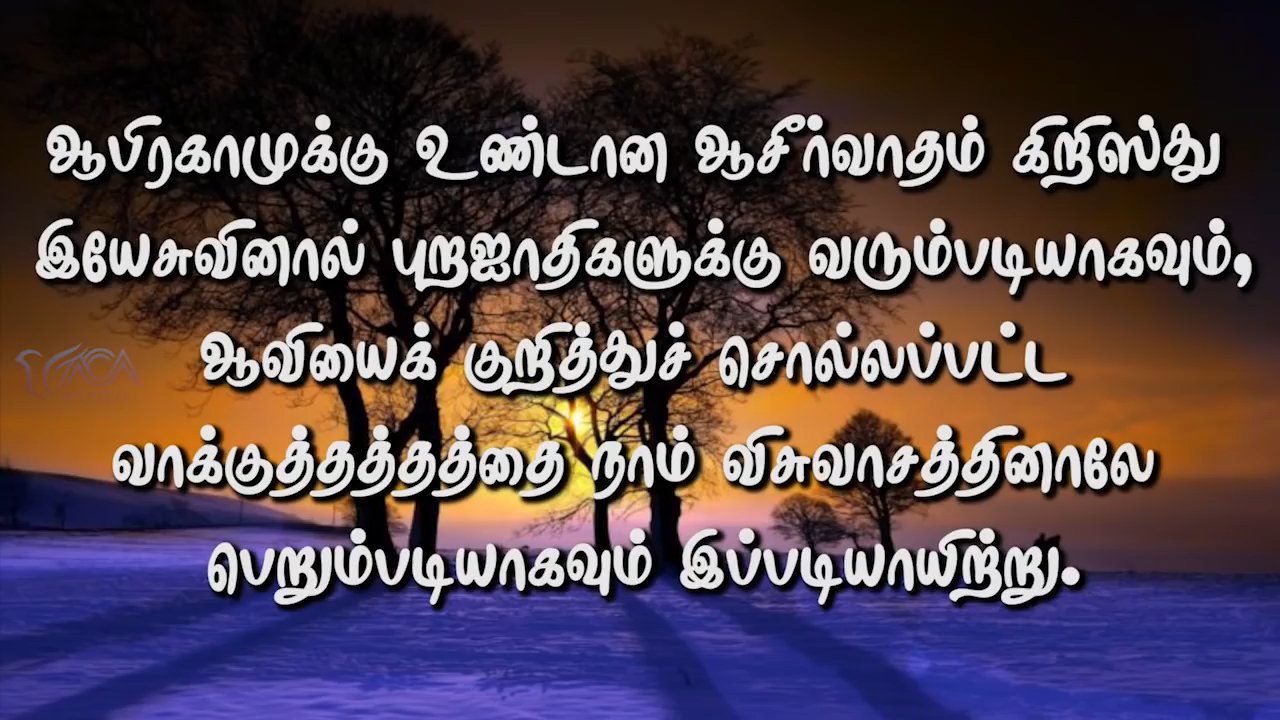 ஆபிரகாமுக்கு உண்டான ஆசீர்வாதம் கிறிஸ்து
இயேசுவினால் புறஜாதிகளுக்கு வரும்படியாகவும்,
ஆவியைக் குறித்துச் சொல்லப்பட்ட
வாக்குத்தத்தத்தை நாம் விசுவாசத்தினாலே
பெறும்படியாகவும் இப்படியாயிற்று.